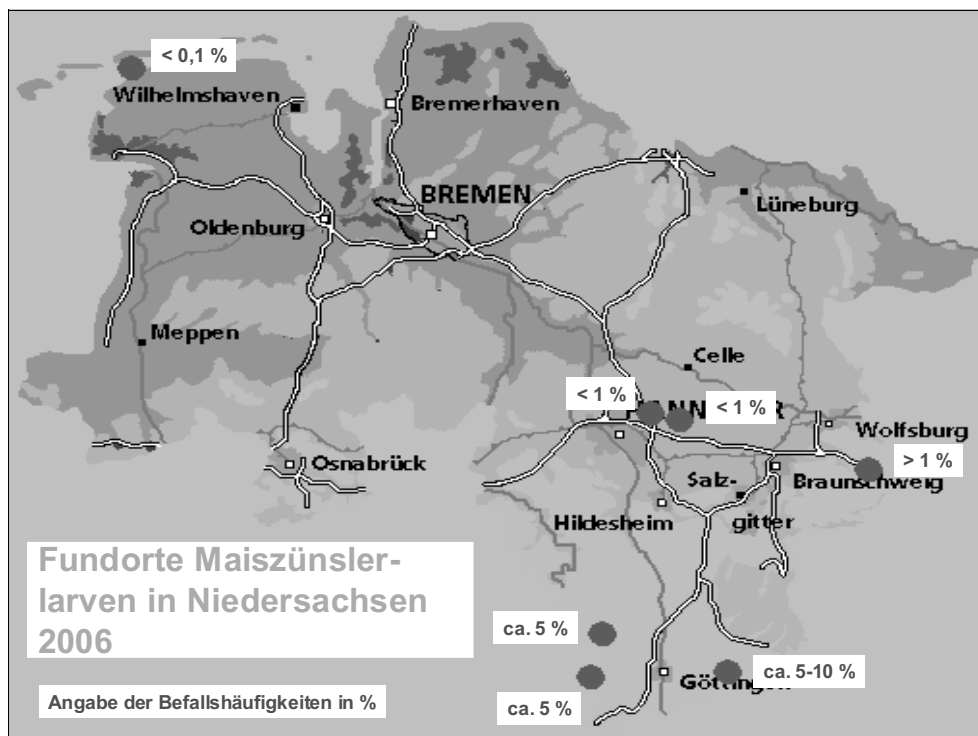 < 0,1 %
Wilhelmshaven
Bremerhaven
BREMEN
Lüneburg
Oldenburg
Meppen
Celle
< 1 %
< 1 %
Wolfsburg
> 1 %
Osnabrück
Salz-
Braunschweig
Hildesheim
gitter
Fundorte Maiszünsler-
larven in Niedersachsen
2006
ca. 5 %
ca. 5-10 %
Göttingen
Angabe der Befallshäufigkeiten in %
ca. 5 %